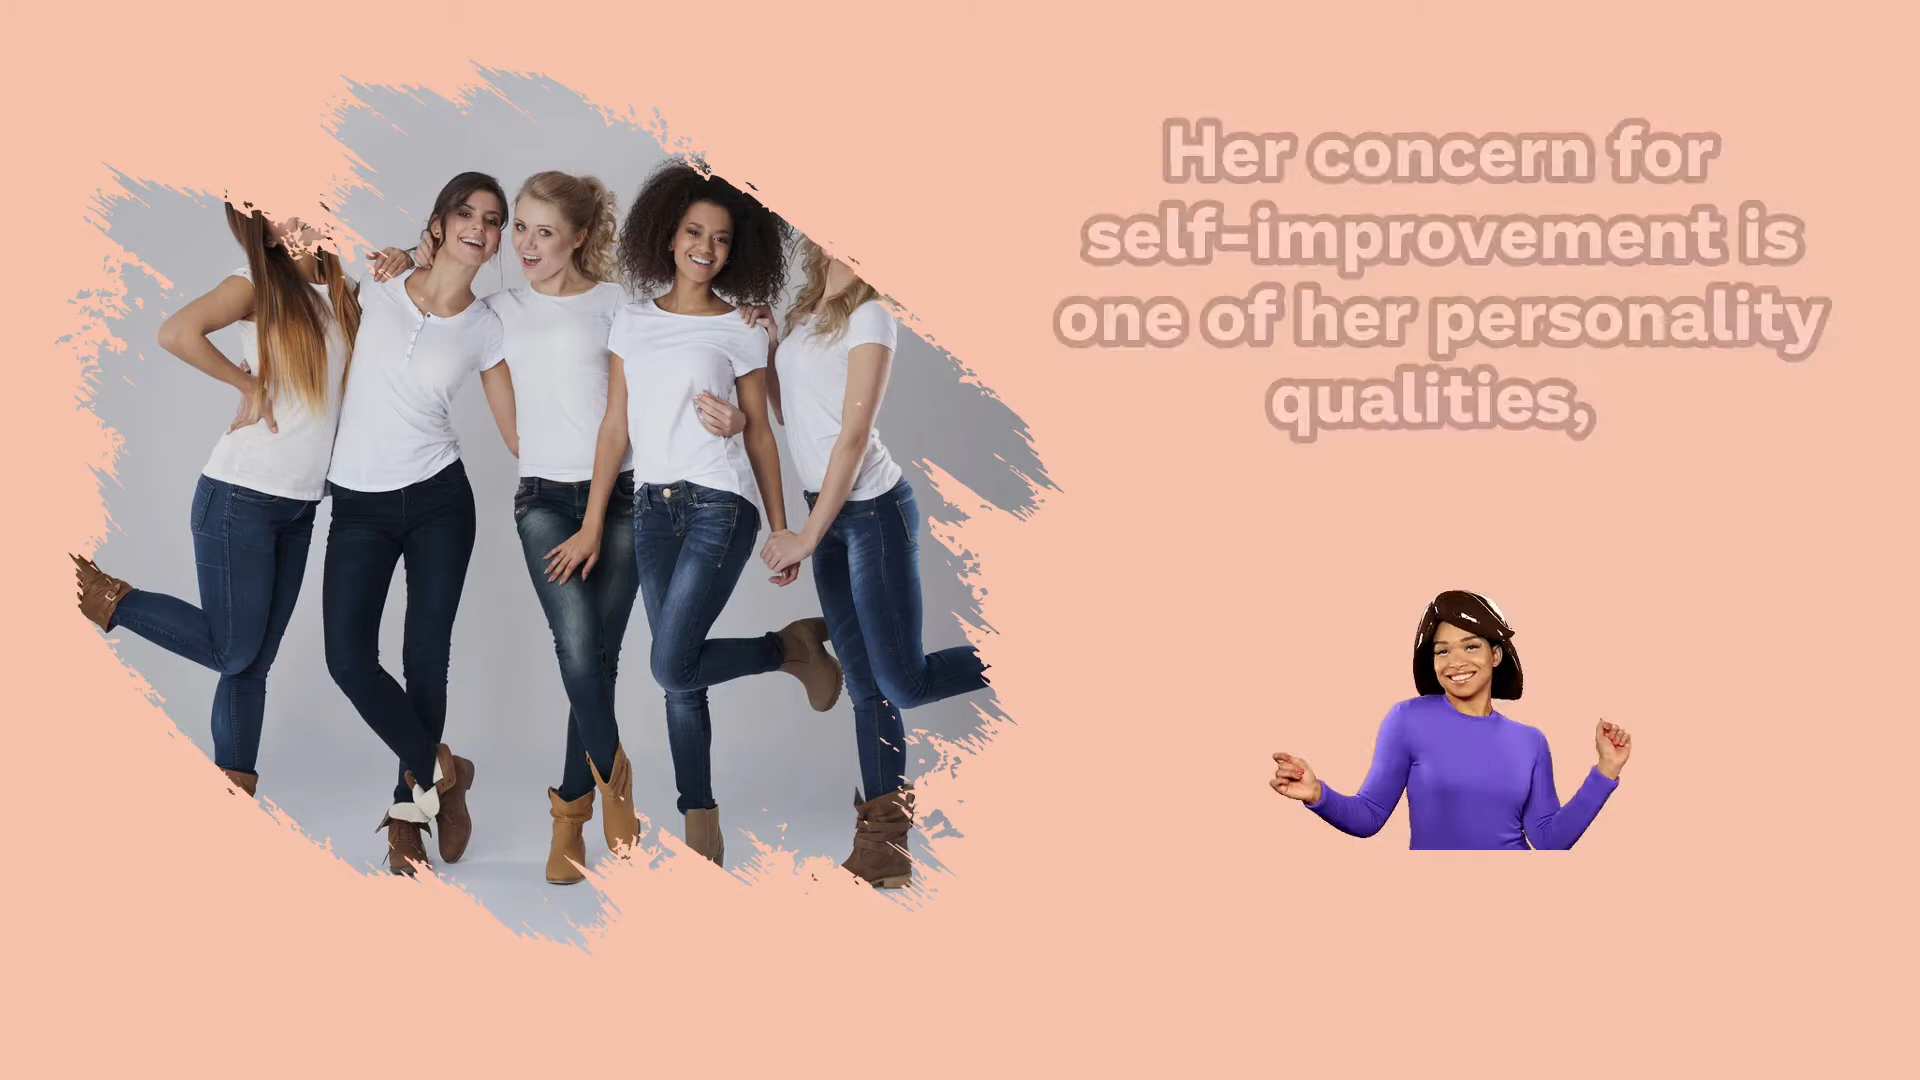 Her concern for
self-improvement is
one of her personality
qualities,